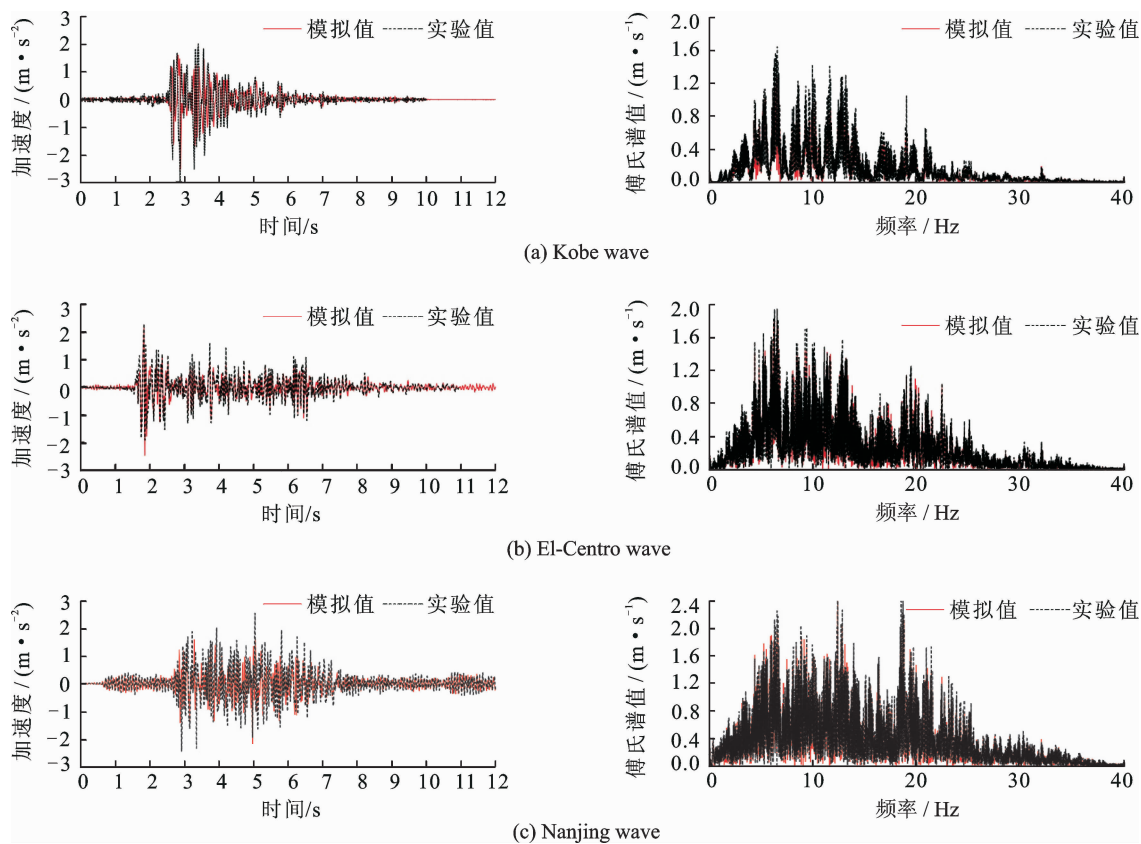 加速度 / (m·s⁻²)
3
2
1
0
−1
−2
−3
模拟值 实验值
0 1 2 3 4 5 6 7 8 9 10 11 12
时间/s
傅氏谱值 / (m·s⁻¹)
2.0
1.6
1.2
0.8
0.4
0.0
模拟值 实验值
0 10 20 30 40
频率 / Hz
(a) Kobe wave
加速度 / (m·s⁻²)
3
2
1
0
−1
−2
−3
模拟值 实验值
0 1 2 3 4 5 6 7 8 9 10 11 12
时间/s
傅氏谱值 / (m·s⁻¹)
2.0
1.6
1.2
0.8
0.4
0.0
模拟值 实验值
0 10 20 30 40
频率 / Hz
(b) El-Centro wave
加速度 / (m·s⁻²)
3
2
1
0
−1
−2
−3
模拟值 实验值
0 1 2 3 4 5 6 7 8 9 10 11 12
时间/s
傅氏谱值 / (m·s⁻¹)
2.4
2.0
1.6
1.2
0.8
0.4
0.0
模拟值 实验值
0 10 20 30 40
频率 / Hz
(c) Nanjing wave